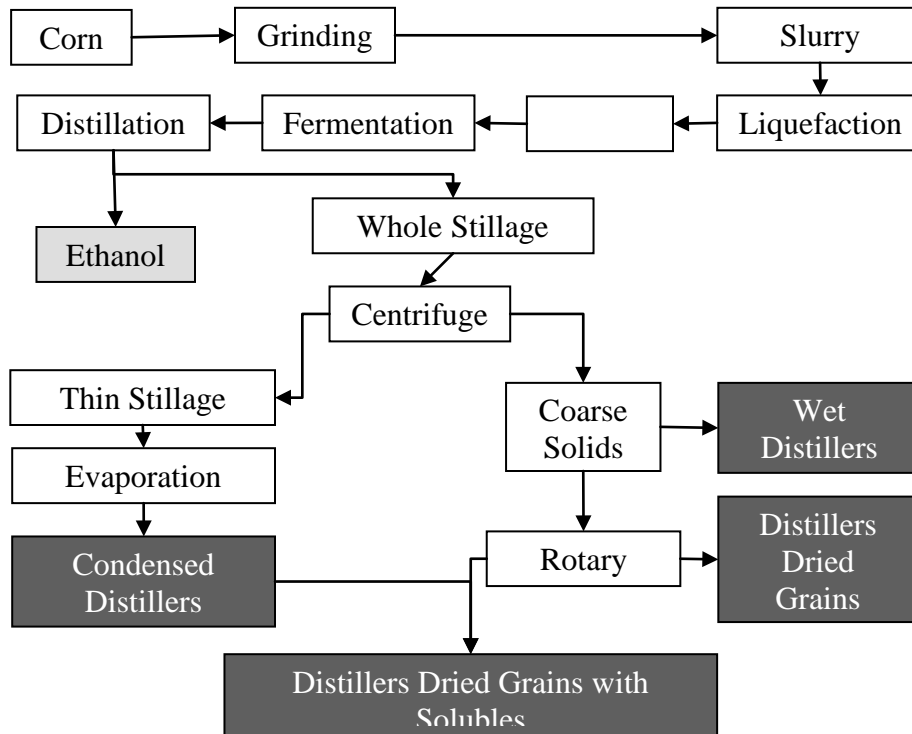 Corn
Grinding
Slurry
Distillation
Fermentation
Liquefaction
Whole Stillage
Ethanol
Centrifuge
Thin Stillage
Coarse
Solids
Wet
Distillers
Evaporation
Condensed
Distillers
Rotary
Distillers
Dried
Grains
Distillers Dried Grains with
Solubles